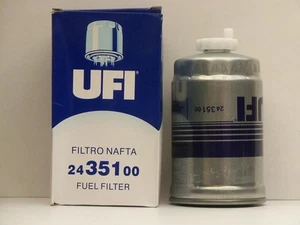 UFI
FILTRO NAFTA
24 351 00
FUEL FILTER
24 351 00
UFI